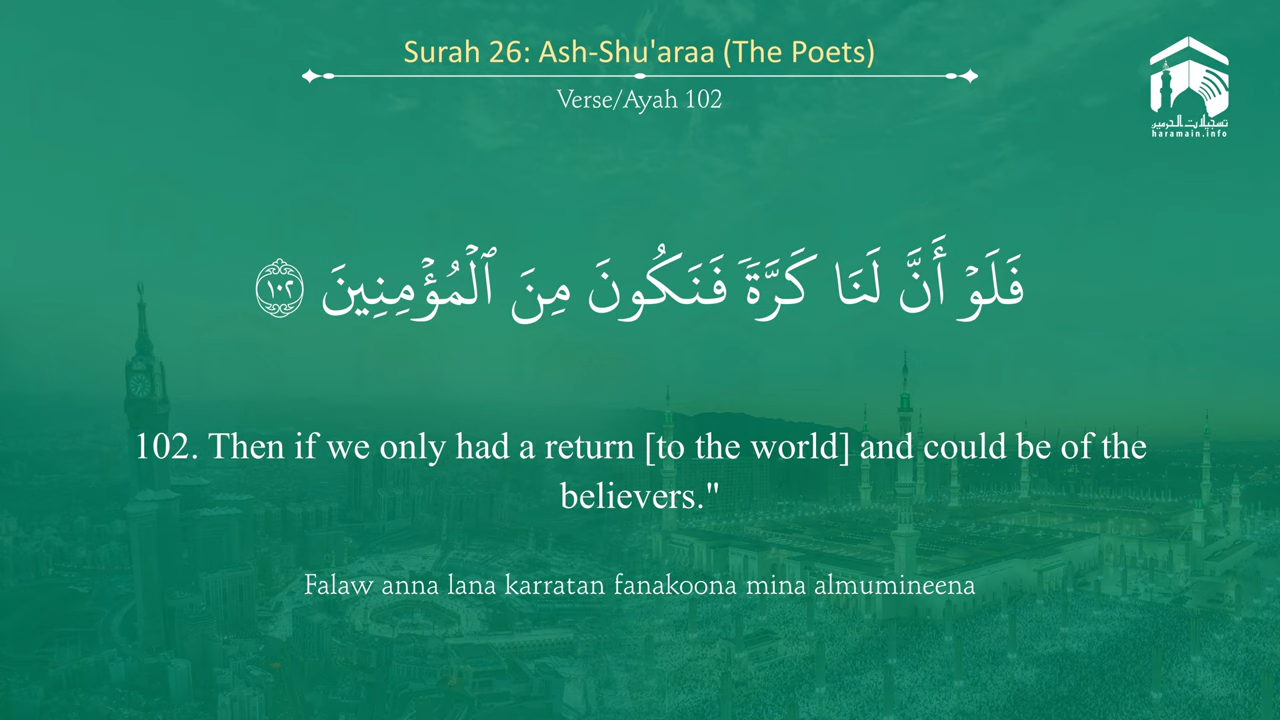 Surah 26: Ash-Shu'araa (The Poets)
Verse/Ayah 102
تسجيلات الحرمين
haramain.info
فَلَوۡ أَنَّ لَنَا كَرَّةٗ فَنَكُونَ مِنَ ٱلۡمُؤۡمِنِينَ ١٠٢
102. Then if we only had a return [to the world] and could be of the
believers."
Falaw anna lana karratan fanakoona mina almumineena